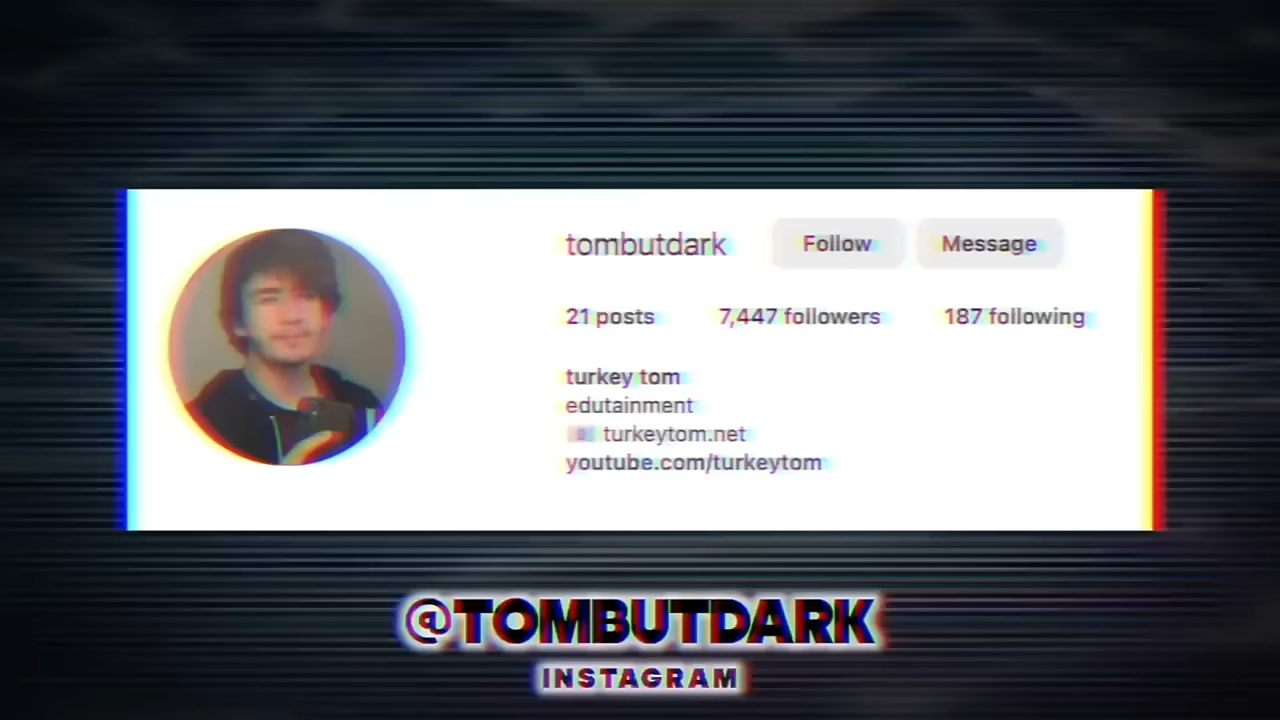 tombutdark Follow Message
21 posts 7,447 followers 187 following
turkey tom
edutainment
turkeytom.net
youtube.com/turkeytom
@TOMBUTDARK
INSTAGRAM